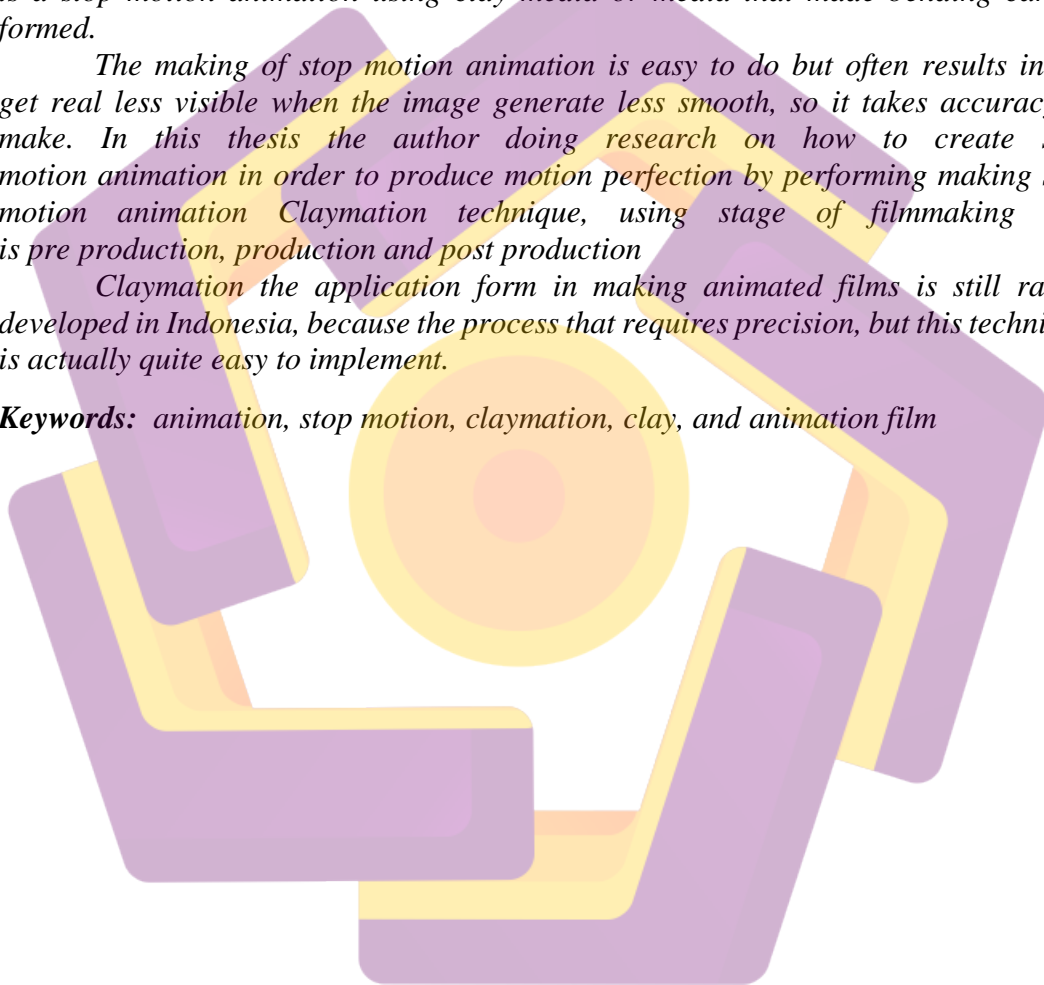 formed.
The making of stop motion animation is easy to do but often results in
get real less visible when the image generate less smooth, so it takes
make. In this thesis the author doing research on how to create
motion animation in order to produce motion perfection by performing making
motion animation Claymation technique, using stage of filmmaking
is pre production, production and post production
Claymation the application form in making animated films is still
developed in Indonesia, because the process that requires precision, but this
is actually quite easy to implement.
Keywords: animation, stop motion, claymation, clay, and animation film